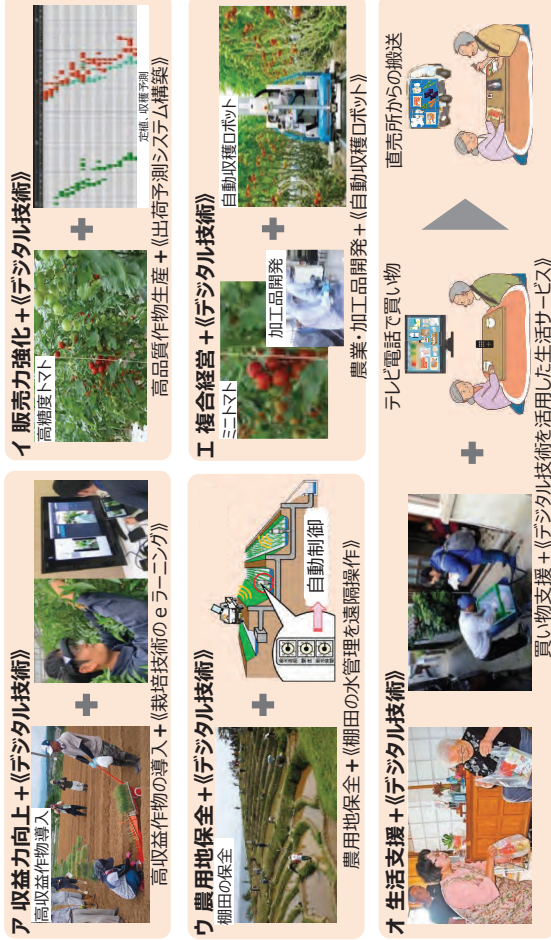 ア 収益力向上＋《デジタル技術》
高収益作物導入
高収益作物の導入＋《栽培技術のｅラーニング》
イ 販売力強化＋《デジタル技術》
高糖度トマト
定植、収穫予測
高品質作物生産＋《出荷予測システム構築》
ウ 農用地保全＋《デジタル技術》
棚田の保全
自動制御
農用地保全＋《棚田の水管理を遠隔操作》
エ 複合経営＋《デジタル技術》
ミニトマト
加工品開発
自動収穫ロボット
農業・加工品開発＋《自動収穫ロボット》
オ 生活支援＋《デジタル技術》
テレビ電話で買い物
直売所からの搬送
買い物支援＋《デジタル技術を活用した生活サービス》